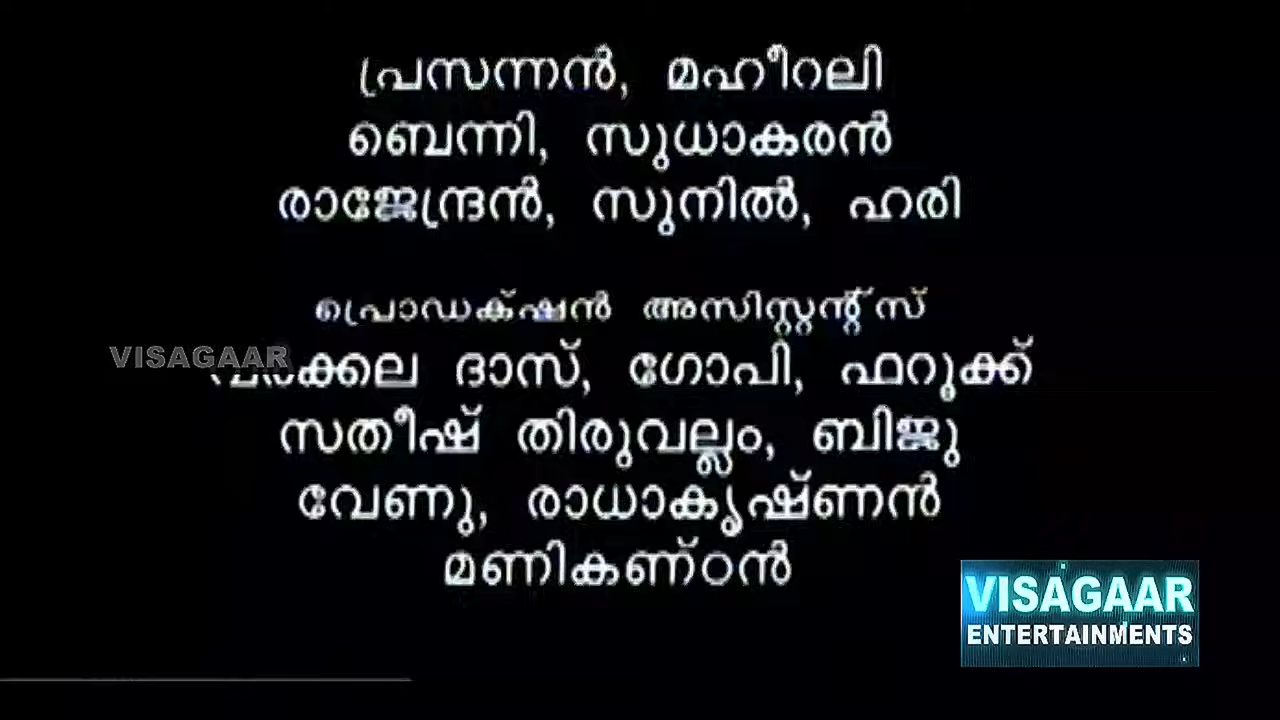 പ്രസന്നൻ, മഹീറലി
ബെന്നി, സുധാകരൻ
രാജേന്ദ്രൻ, സുനിൽ, ഹരി
പ്രൊഡക്ഷൻ അസിസ്റ്റന്റ്സ്
VISAGAAR
ദാസ്, ഗോപി, ഫറൂക്ക്
സതീഷ് തിരുവല്ലം, ബിജു
വേണു, രാധാകൃഷ്ണൻ
മണികണ്ഠൻ
VISAGAAR
ENTERTAINMENTS